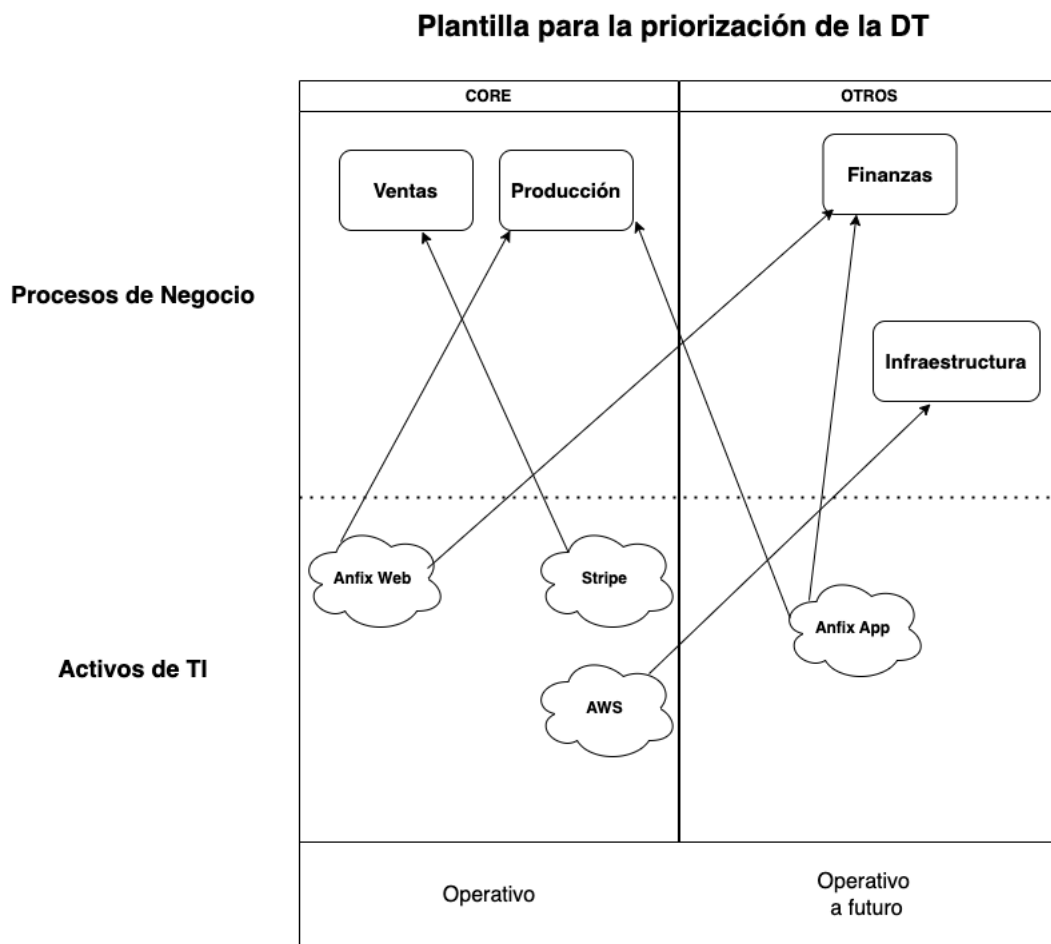 Plantilla para la priorización de la DT
CORE
OTROS
Ventas
Producción
Finanzas
Procesos de Negocio
Infraestructura
Anfix Web
Stripe
Anfix App
Activos de TI
AWS
Operativo
Operativo
a futuro